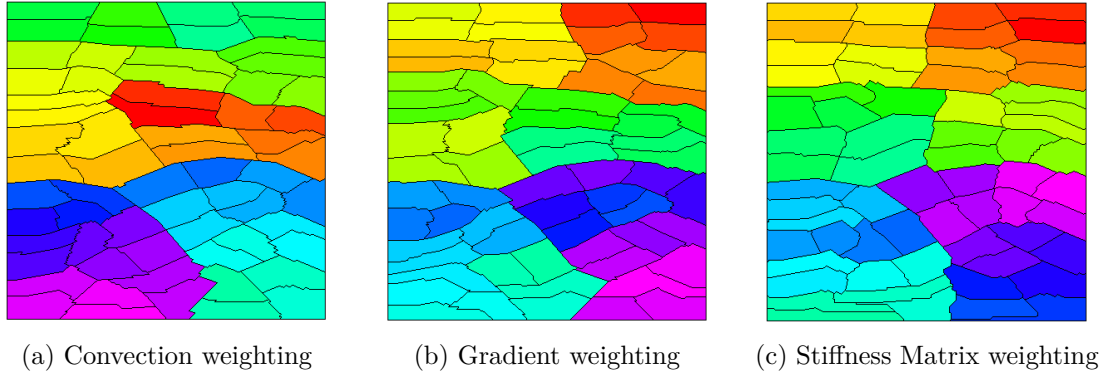 (a) Convection weighting
(b) Gradient weighting
(c) Stiffness Matrix weighting